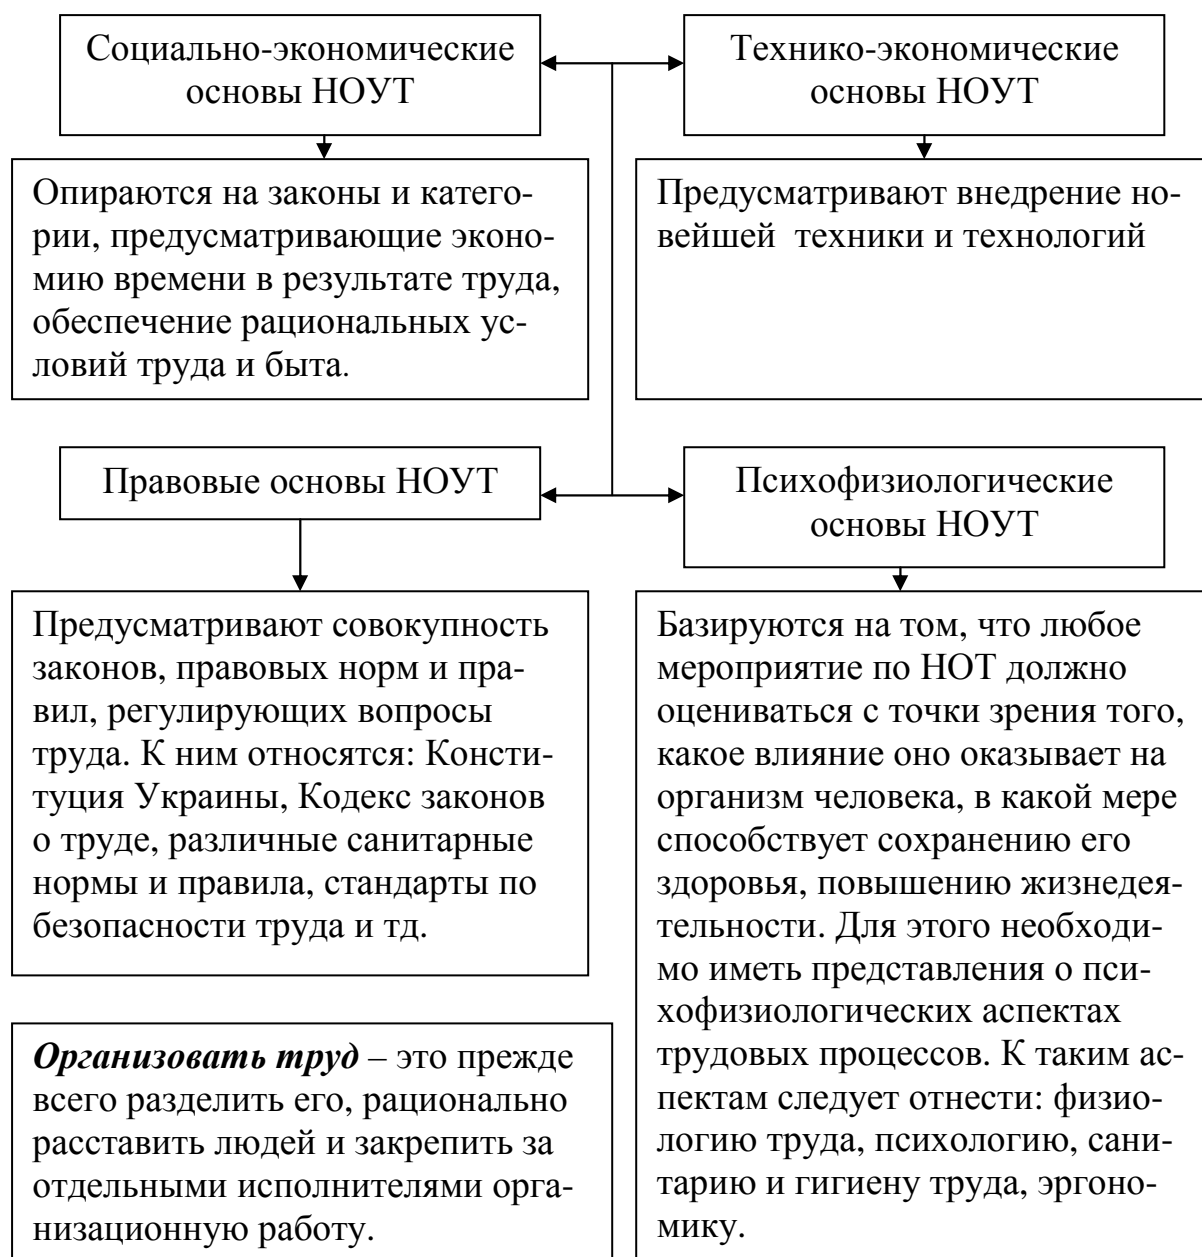 Социально-экономические
основы НОУТ
Технико-экономические
основы НОУТ
Опираются на законы и катего-
рии, предусматривающие эконо-
мию времени в результате труда,
обеспечение рациональных ус-
ловий труда и быта.
Предусматривают внедрение но-
вейшей техники и технологий
Правовые основы НОУТ
Психофизиологические
основы НОУТ
Предусматривают совокупность
законов, правовых норм и пра-
вил, регулирующих вопросы
труда. К ним относятся: Консти-
туция Украины, Кодекс законов
о труде, различные санитарные
нормы и правила, стандарты по
безопасности труда и тд.
Базируются на том, что любое
мероприятие по НОТ должно
оцениваться с точки зрения того,
какое влияние оно оказывает на
организм человека, в какой мере
способствует сохранению его
здоровья, повышению жизнедея-
тельности. Для этого необходи-
мо иметь представления о пси-
хофизиологических аспектах
трудовых процессов. К таким ас-
пектам следует отнести: физио-
логию труда, психологию, сани-
тарию и гигиену труда, эргоно-
мику.
Организовать труд – это прежде
всего разделить его, рационально
расставить людей и закрепить за
отдельными исполнителями орга-
низационную работу.